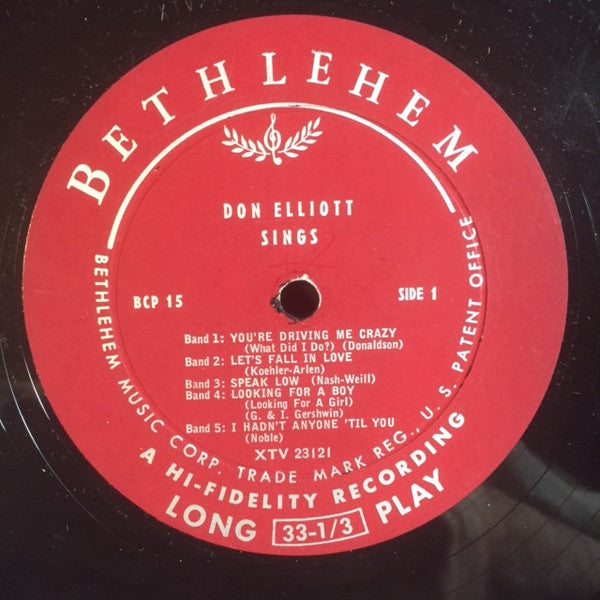 BETHLEHEM
DON ELLIOTT
SINGS
BCP 15
SIDE 1
Band 1: YOU'RE DRIVING ME CRAZY
(What Did I Do?) (Donaldson)
Band 2: LET'S FALL IN LOVE
(Koehler-Arlen)
Band 3: SPEAK LOW (Nash-Weill)
Band 4: LOOKING FOR A BOY
(Looking For A Girl)
G. & I. Gershwin)
Band 5: I HADN'T ANYONE 'TIL YOU
(Noble)
XTV 23121
BETHLEHEM MUSIC CORP. TRADE MARK REG., U. S. PATENT OFFICE
A HI-FIDELITY RECORDING
LONG 33-1/3 PLAY